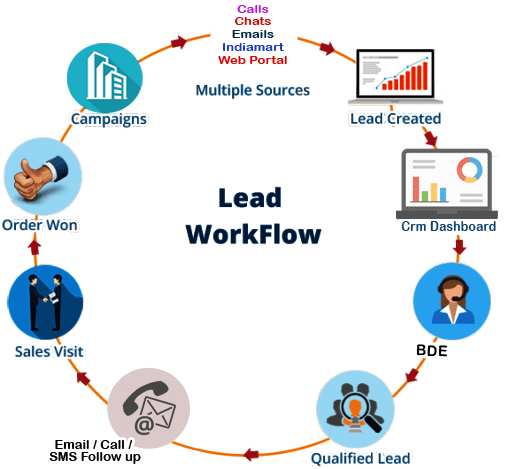 Calls
Chats
Emails
Indiamart
Web Portal
Multiple Sources
Lead Created
Crm Dashboard
BDE
Qualified Lead
Email / Call /
SMS Follow up
Sales Visit
Order Won
Campaigns
Lead
WorkFlow